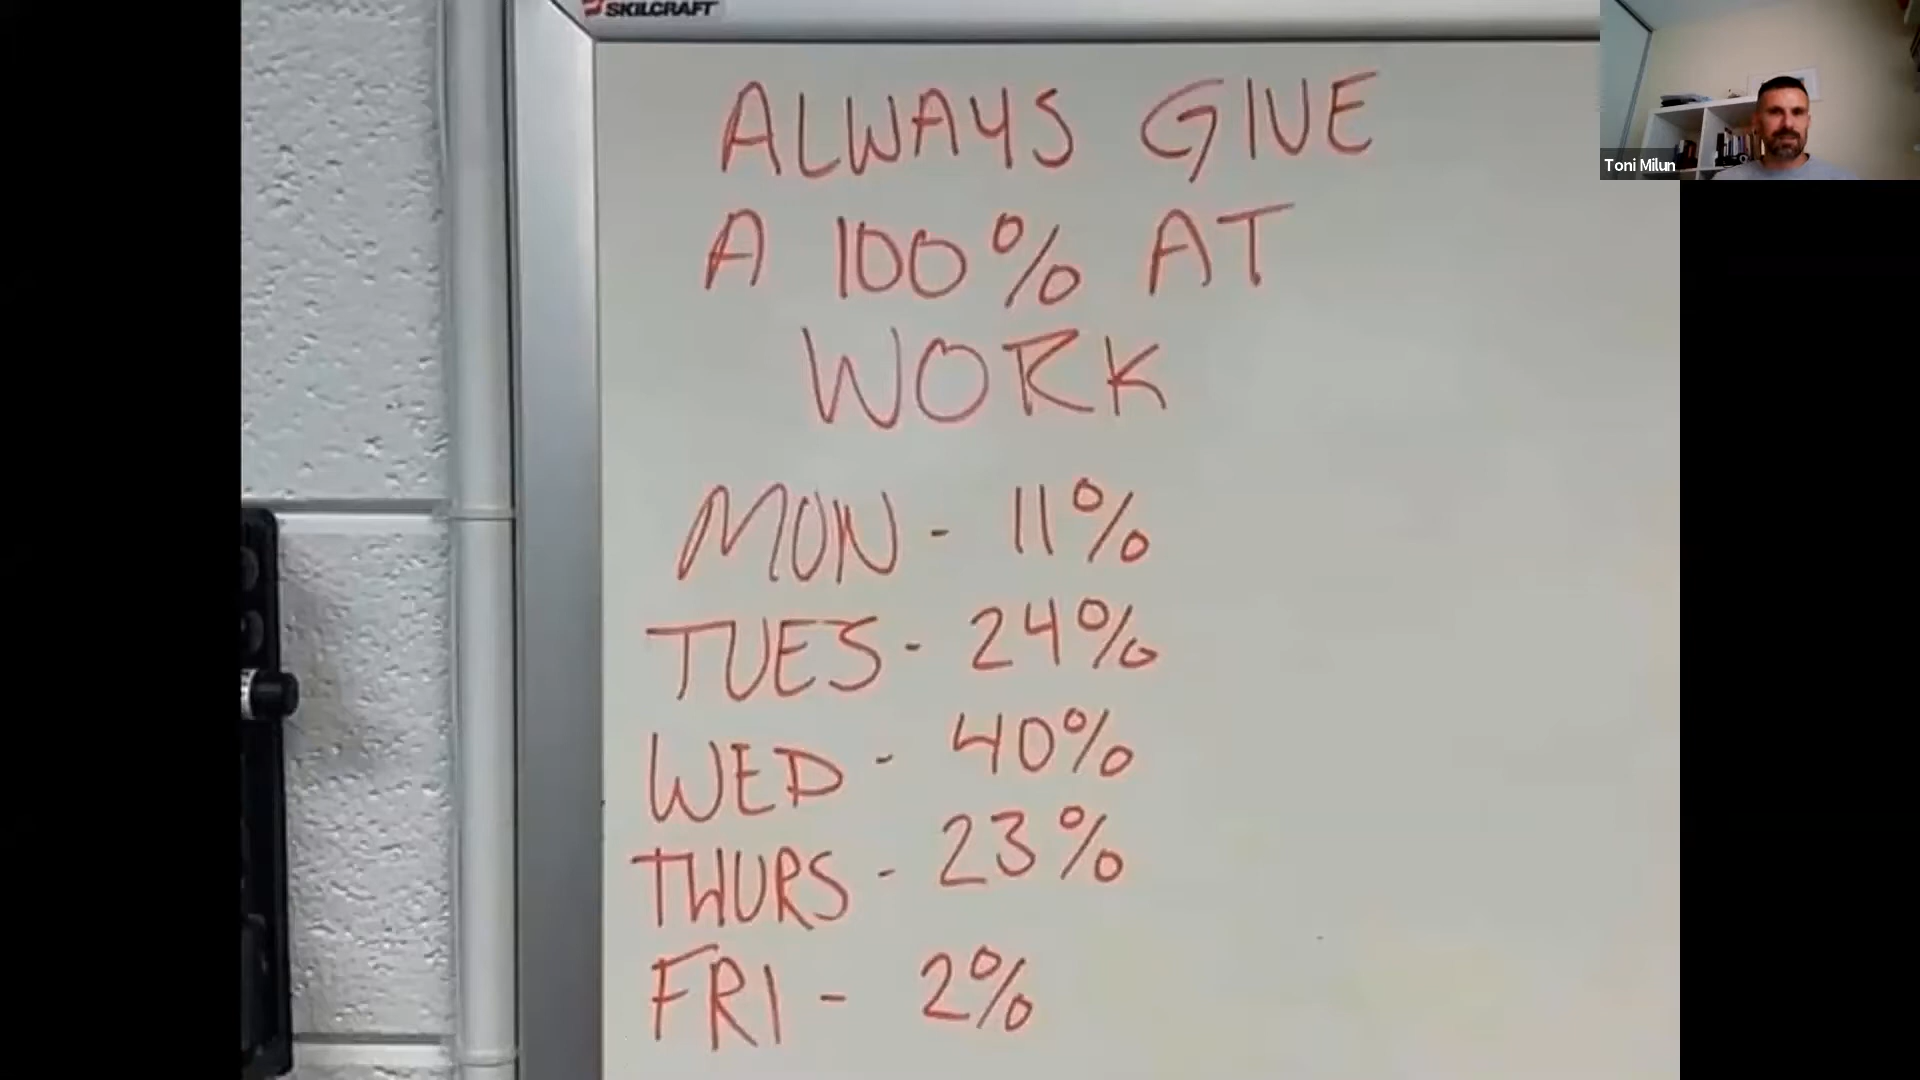 SKILCRAFT
Toni Milun
ALWAYS GIVE
A 100% AT
WORK
MON - 11%
TUES - 24%
WED - 40%
THURS - 23%
FRI - 2%